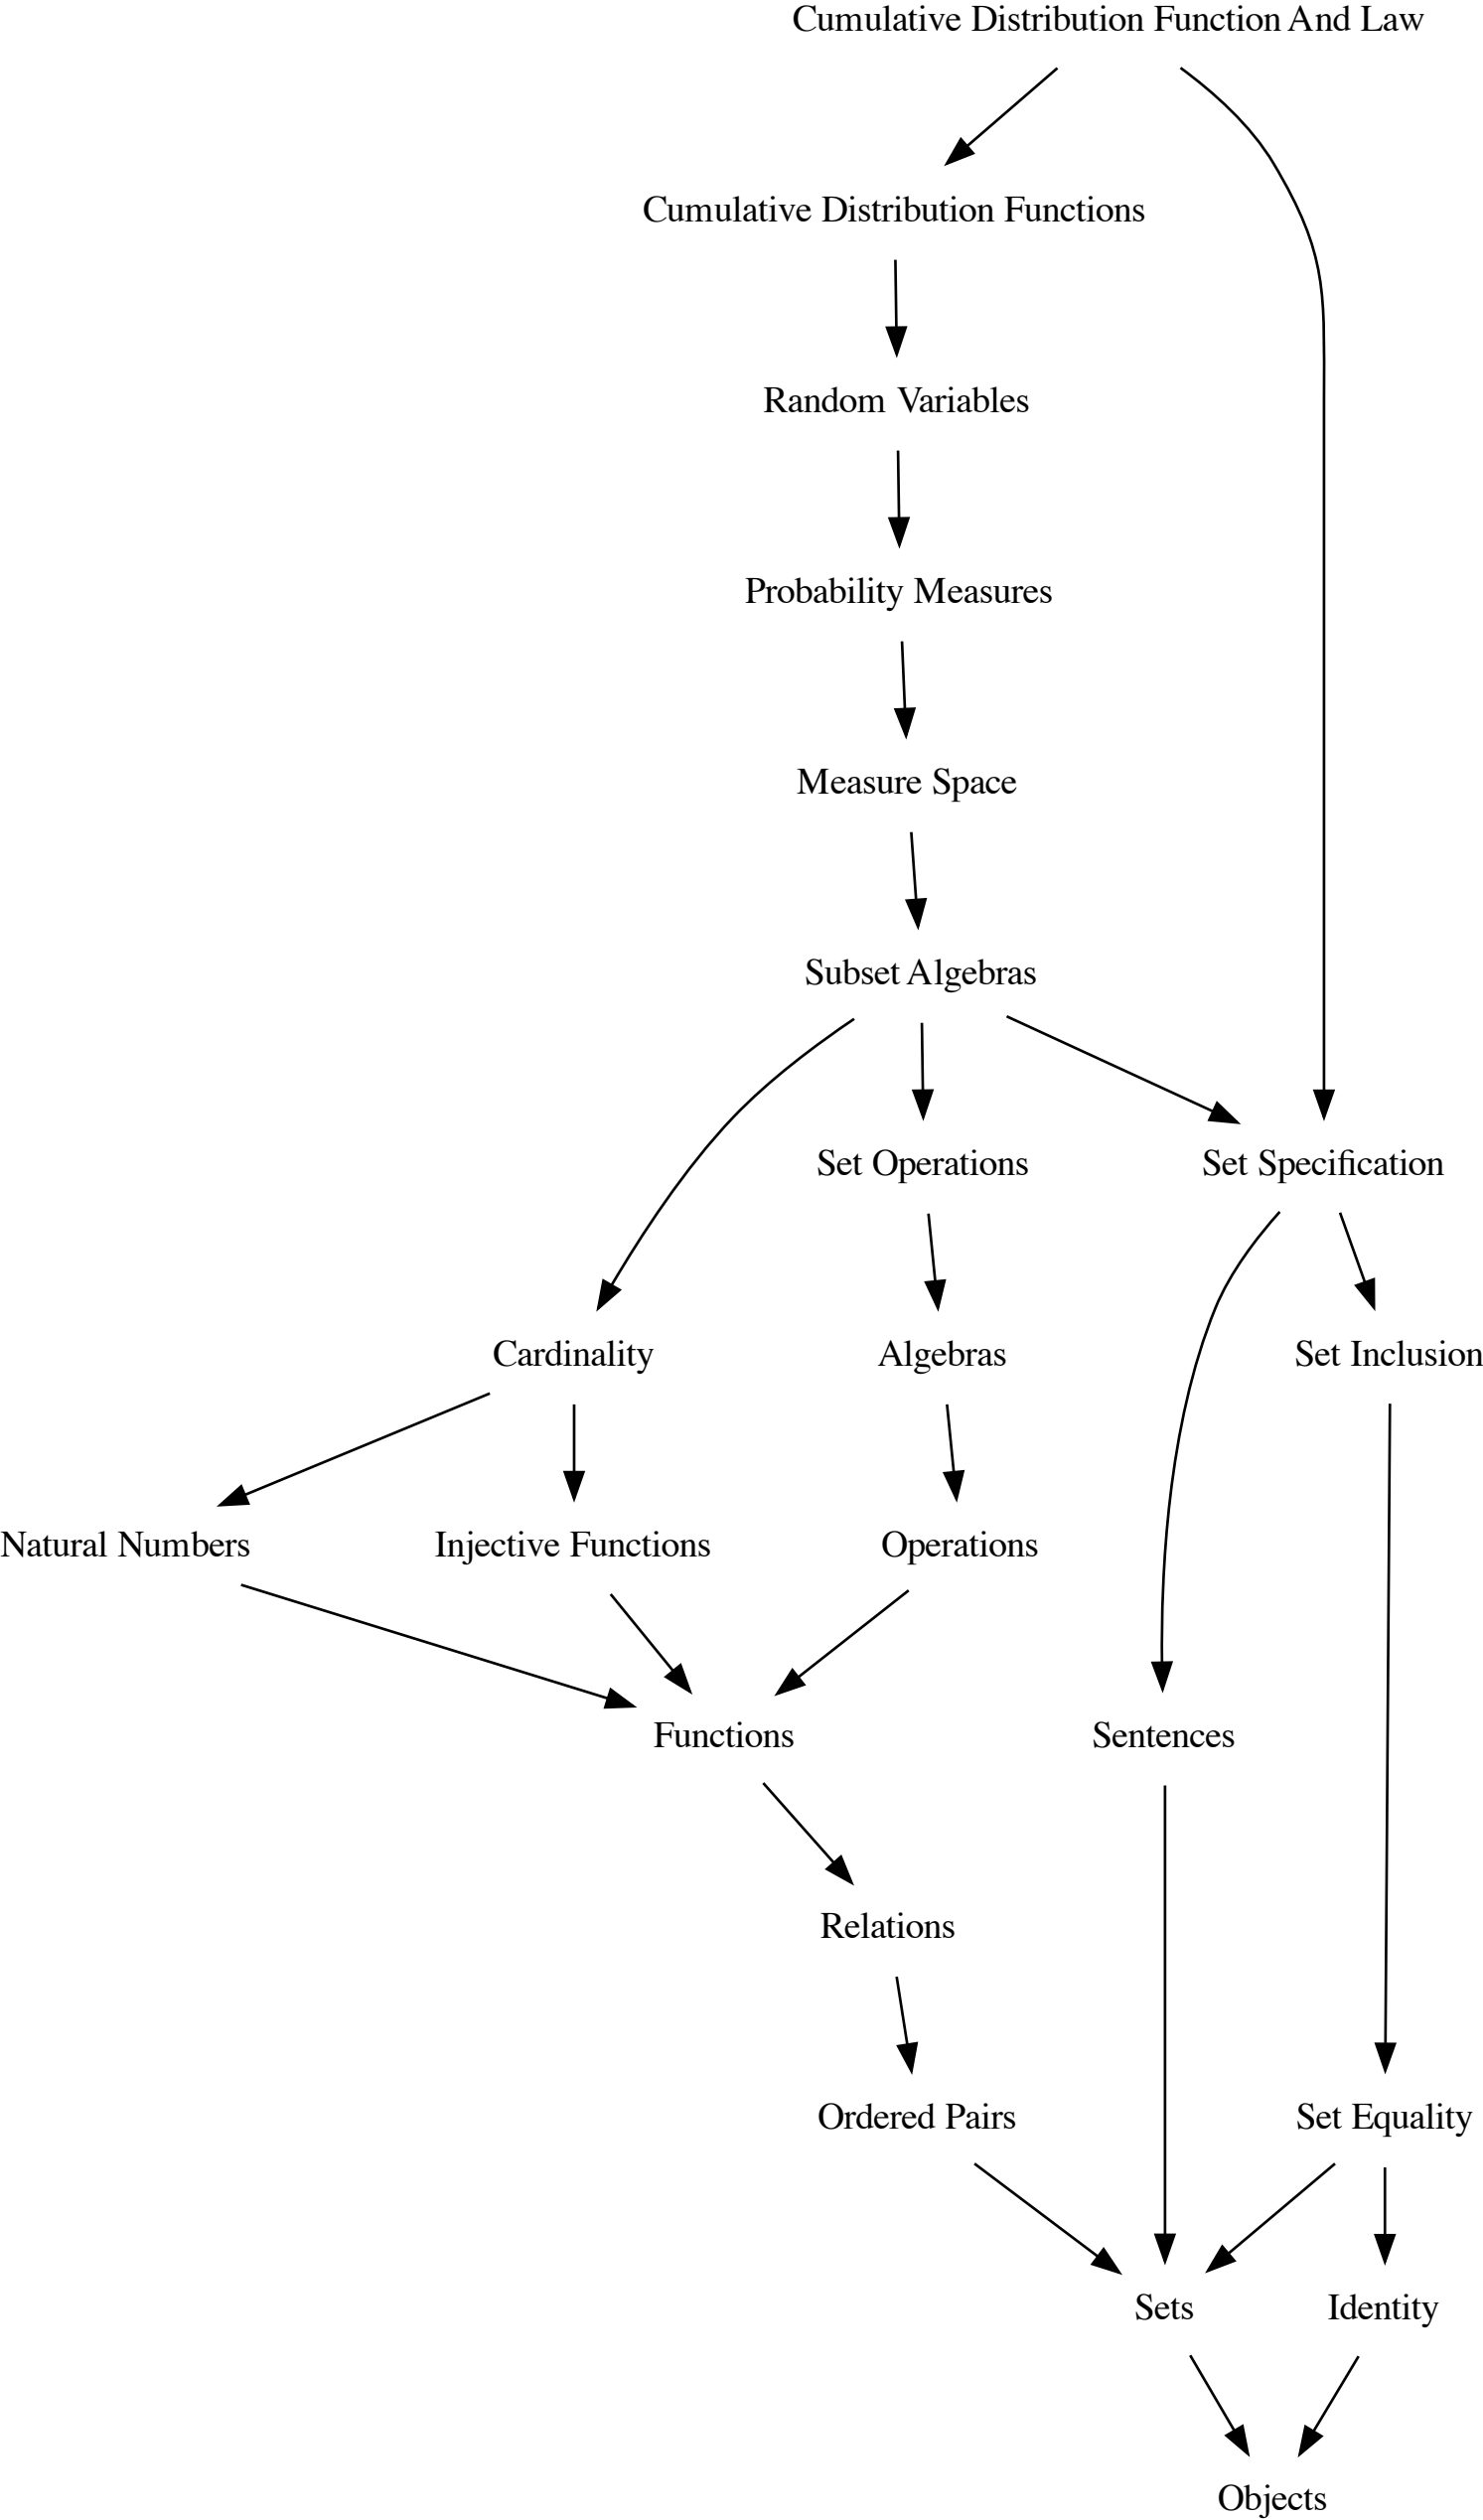 Cumulative Distribution Function And Law
Cumulative Distribution Functions
Random Variables
Probability Measures
Measure Space
Subset Algebras
Set Operations
Set Specification
Cardinality
Algebras
Set Inclusion
Natural Numbers
Injective Functions
Operations
Functions
Sentences
Relations
Ordered Pairs
Set Equality
Sets
Identity
Objects